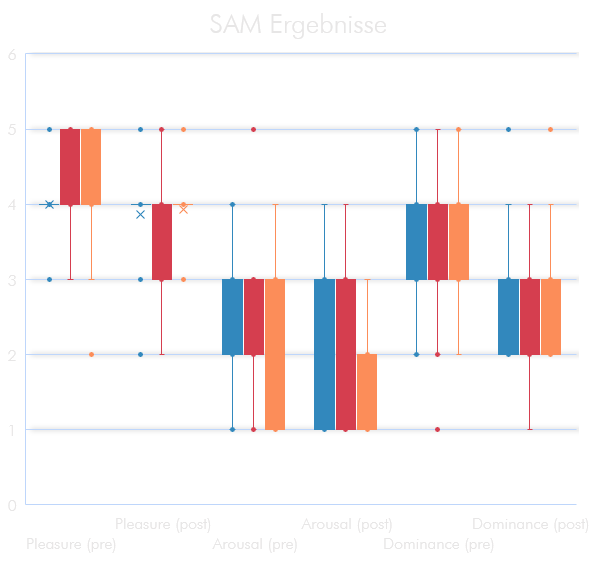 SAM Ergebnisse
6
5
4
3
2
1
0
Pleasure (post) Arousal (post) Dominance (post)
Pleasure (pre) Arousal (pre) Dominance (pre)